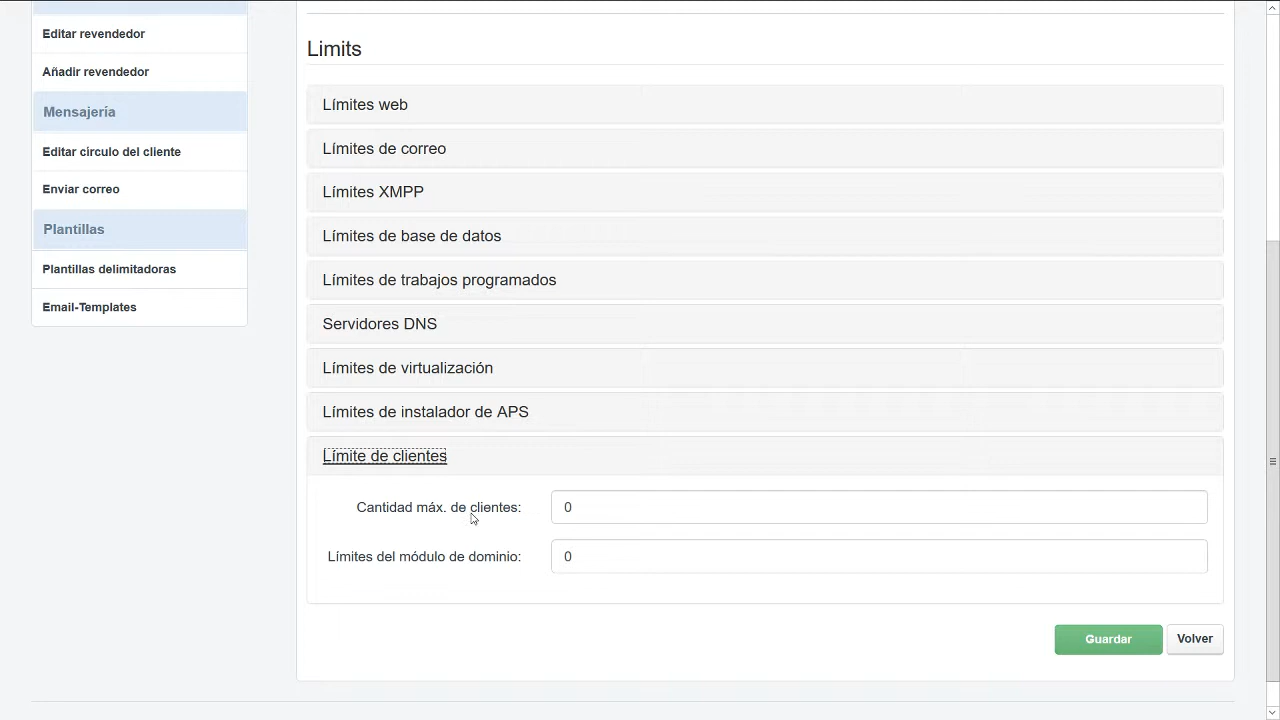 Editar revendedor
Añadir revendedor
Mensajería
Editar circulo del cliente
Enviar correo
Plantillas
Plantillas delimitadoras
Email-Templates
Limits
Límites web
Límites de correo
Límites XMPP
Límites de base de datos
Límites de trabajos programados
Servidores DNS
Límites de virtualización
Límites de instalador de APS
Límite de clientes
Cantidad máx. de clientes: 0
Límites del módulo de dominio: 0
Guardar Volver